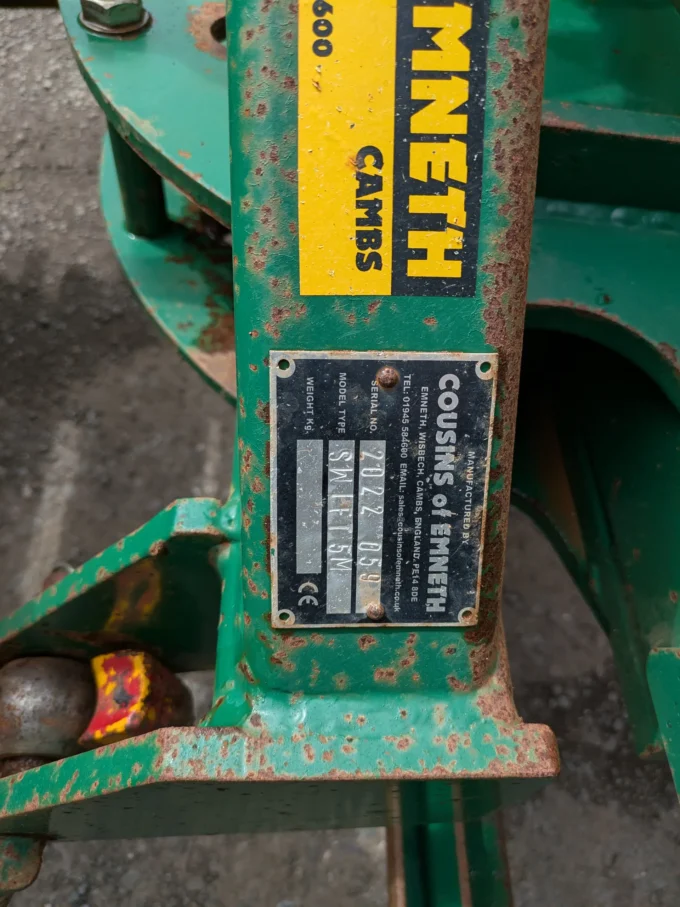 MNETH
CAMBS
600
MANUFACTURED BY
COUSINS of EMNETH
EMNETH, WISBECH, CAMBS, ENGLAND, PE14 8DE
TEL: 01945 584600 EMAIL: sales@cousinsofemneth.co.uk
SERIAL NO. 2022 059
MODEL TYPE 5M
WEIGHT Kg.
CE